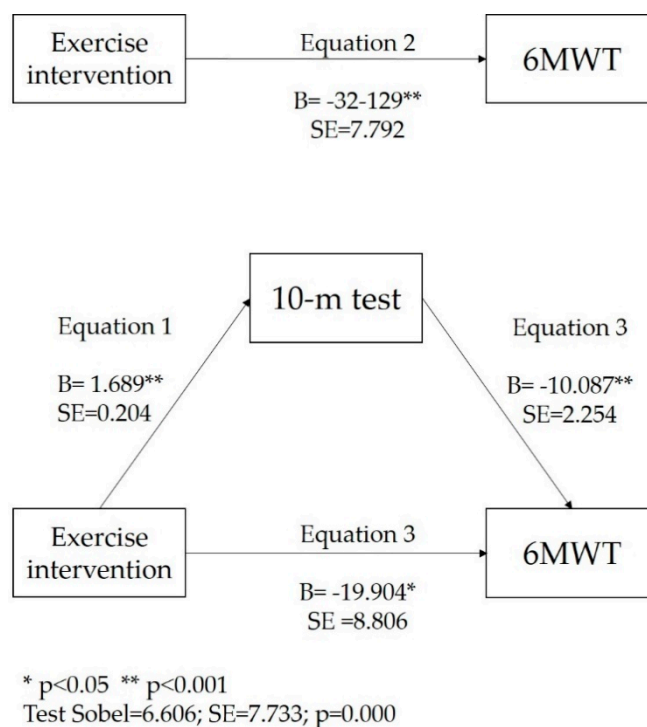 Exercise
intervention
Equation 2
6MWT
B= -32-129**
SE=7.792
10-m test
Equation 1
Equation 3
B= 1.689**
SE=0.204
B= -10.087**
SE=2.254
Exercise
intervention
Equation 3
6MWT
B= -19.904*
SE =8.806
* p<0.05 ** p<0.001
Test Sobel=6.606; SE=7.733; p=0.000